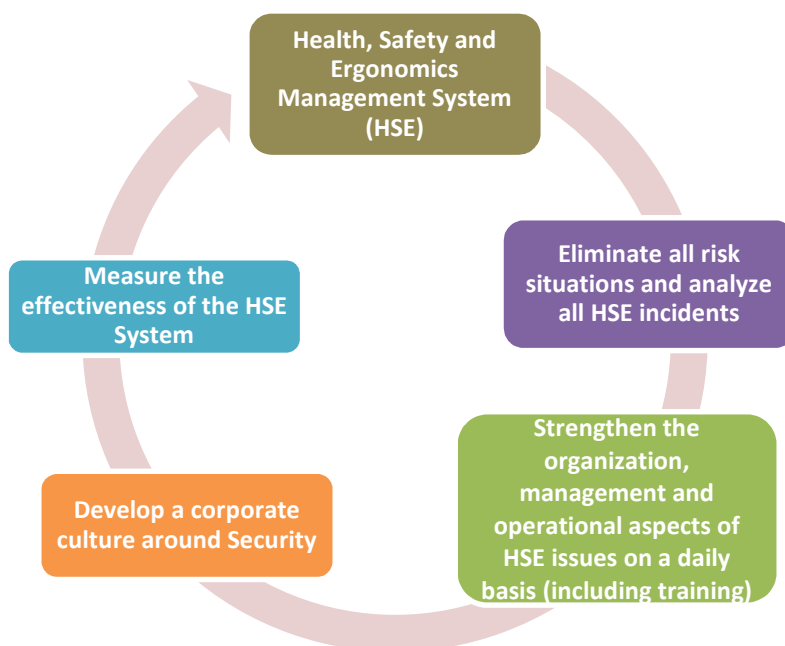 Health, Safety and
Ergonomics
Management System
(HSE)
Eliminate all risk
situations and analyze
all HSE incidents
Strengthen the
organization,
management and
operational aspects of
HSE issues on a daily
basis (including training)
Develop a corporate
culture around Security
Measure the
effectiveness of the HSE
System